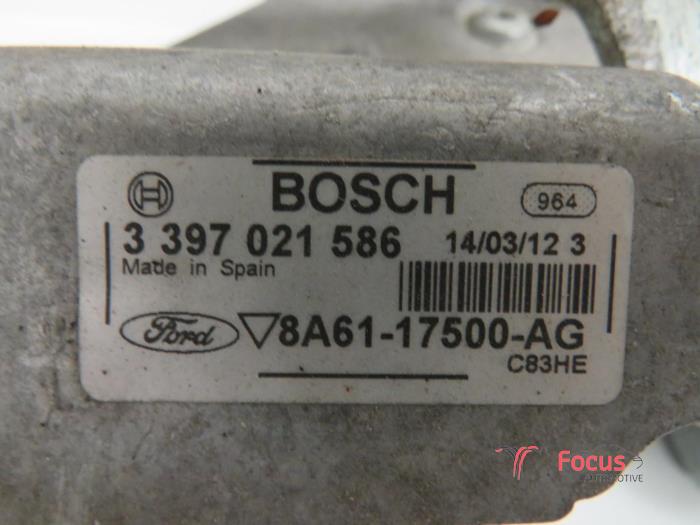 BOSCH 964
3 397 021 586 14/03/12 3
Made in Spain
Ford 8A61-17500-AG
C83HE
Focus
AUTOMOTIVE